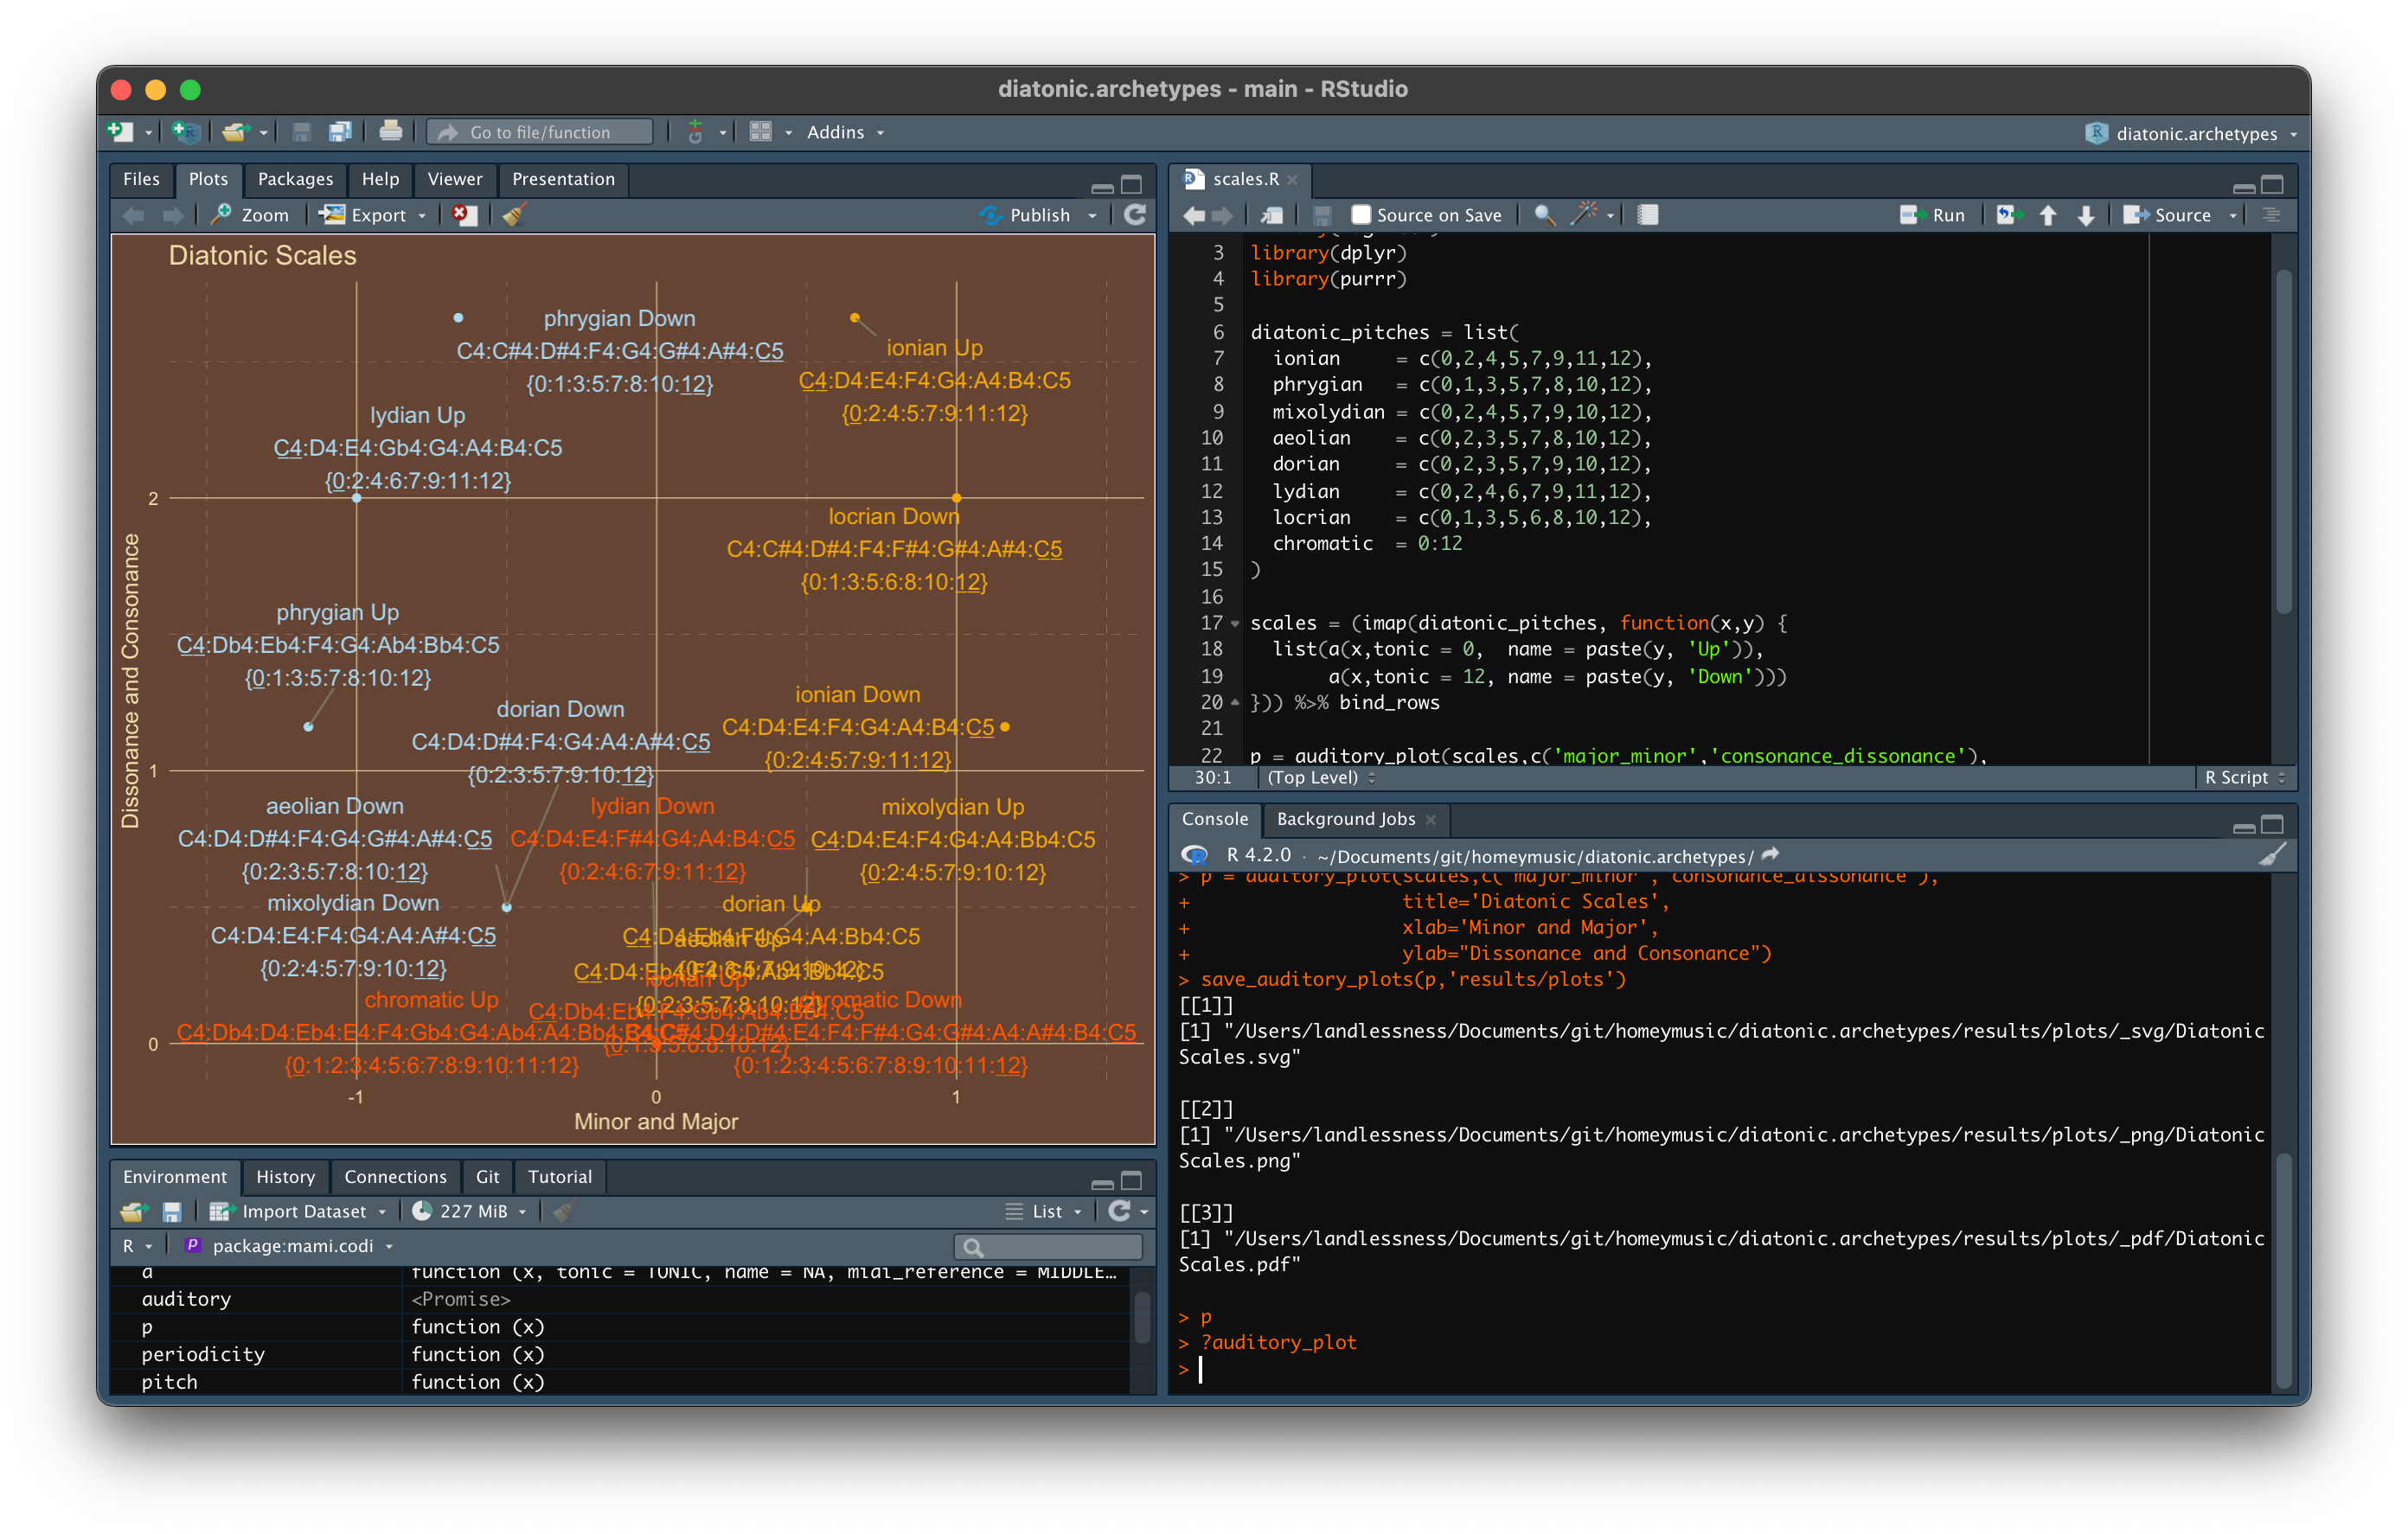 diatonic.archetypes - main - RStudio
Go to file/function
Addins
diatonic.archetypes
Files Plots Packages Help Viewer Presentation
Zoom Export Publish
Diatonic Scales
phrygian Down
C4:C#4:D#4:F4:G4:G#4:A#4:C5
{0:1:3:5:7:8:10:12}
ionian Up
C4:D4:E4:F4:G4:A4:B4:C5
{0:2:4:5:7:9:11:12}
lydian Up
C4:D4:E4:Gb4:G4:A4:B4:C5
{0:2:4:6:7:9:11:12}
2
locrian Down
C4:C#4:D#4:F4:F#4:G#4:A#4:C5
{0:1:3:5:6:8:10:12}
Dissonance and Consonance
phrygian Up
C4:Db4:Eb4:F4:G4:Ab4:Bb4:C5
{0:1:3:5:7:8:10:12}
dorian Down
C4:D4:D#4:F4:G4:A4:A#4:C5
{0:2:3:5:7:9:10:12}
ionian Down
C4:D4:E4:F4:G4:A4:B4:C5
{0:2:4:5:7:9:11:12}
1
aeolian Down
C4:D4:D#4:F4:G4:G#4:A#4:C5
{0:2:3:5:7:8:10:12}
lydian Down
C4:D4:E4:F#4:G4:A4:B4:C5
{0:2:4:6:7:9:11:12}
mixolydian Up
C4:D4:E4:F4:G4:A4:Bb4:C5
{0:2:4:5:7:9:10:12}
mixolydian Down
C4:D4:E4:F4:G4:A4:A#4:C5
{0:2:4:5:7:9:10:12}
dorian Up
C4:D4:Eb4:F4:G4:A4:Bb4:C5
aeolian Up
C4:D4:Eb4:F4:G4:Ab4:Bb4:C5
{0:2:3:5:7:8:10:12}
locrian Up
C4:Db4:Eb4:F4:Gb4:Ab4:Bb4:C5
{0:1:3:5:6:8:10:12}
chromatic Up
C4:Db4:D4:Eb4:E4:F4:Gb4:G4:Ab4:A4:Bb4:
{0:1:2:3:4:5:6:7:8:9:10:11:12}
chromatic Down
C4:C#4:D4:D#4:E4:F4:F#4:G4:G#4:A4:A#4:B4:C5
{0:1:2:3:4:5:6:7:8:9:10:11:12}
0
-1 0 1
Minor and Major
Environment History Connections Git Tutorial
Import Dataset 227 MiB List
R package:mami.codi
a function (x, tonic = TONIC, name = NA, midi_reference = MIDDLE…
auditory <Promise>
p function (x)
periodicity function (x)
pitch function (x)
scales.R
Source on Save Run Source
3 library(dplyr)
4 library(purrr)
5
6 diatonic_pitches = list(
7 ionian = c(0,2,4,5,7,9,11,12),
8 phrygian = c(0,1,3,5,7,8,10,12),
9 mixolydian = c(0,2,4,5,7,9,10,12),
10 aeolian = c(0,2,3,5,7,8,10,12),
11 dorian = c(0,2,3,5,7,9,10,12),
12 lydian = c(0,2,4,6,7,9,11,12),
13 locrian = c(0,1,3,5,6,8,10,12),
14 chromatic = 0:12
15 )
16
17 scales = (imap(diatonic_pitches, function(x,y) {
18 list(a(x,tonic = 0, name = paste(y, 'Up')),
19 a(x,tonic = 12, name = paste(y, 'Down')))
20 })) %>% bind_rows
21
22 p = auditory_plot(scales,c('major_minor','consonance_dissonance'),
30:1 (Top Level) R Script
Console Background Jobs
R 4.2.0 · ~/Documents/git/homeymusic/diatonic.archetypes/
> p = auditory_plot(scales,c('major_minor','consonance_dissonance'),
+ title='Diatonic Scales',
+ xlab='Minor and Major',
+ ylab="Dissonance and Consonance")
> save_auditory_plots(p,'results/plots')
[[1]]
[1] "/Users/landlessness/Documents/git/homeymusic/diatonic.archetypes/results/plots/_svg/Diatonic
Scales.svg"
[[2]]
[1] "/Users/landlessness/Documents/git/homeymusic/diatonic.archetypes/results/plots/_png/Diatonic
Scales.png"
[[3]]
[1] "/Users/landlessness/Documents/git/homeymusic/diatonic.archetypes/results/plots/_pdf/Diatonic
Scales.pdf"
> p
> ?auditory_plot
>